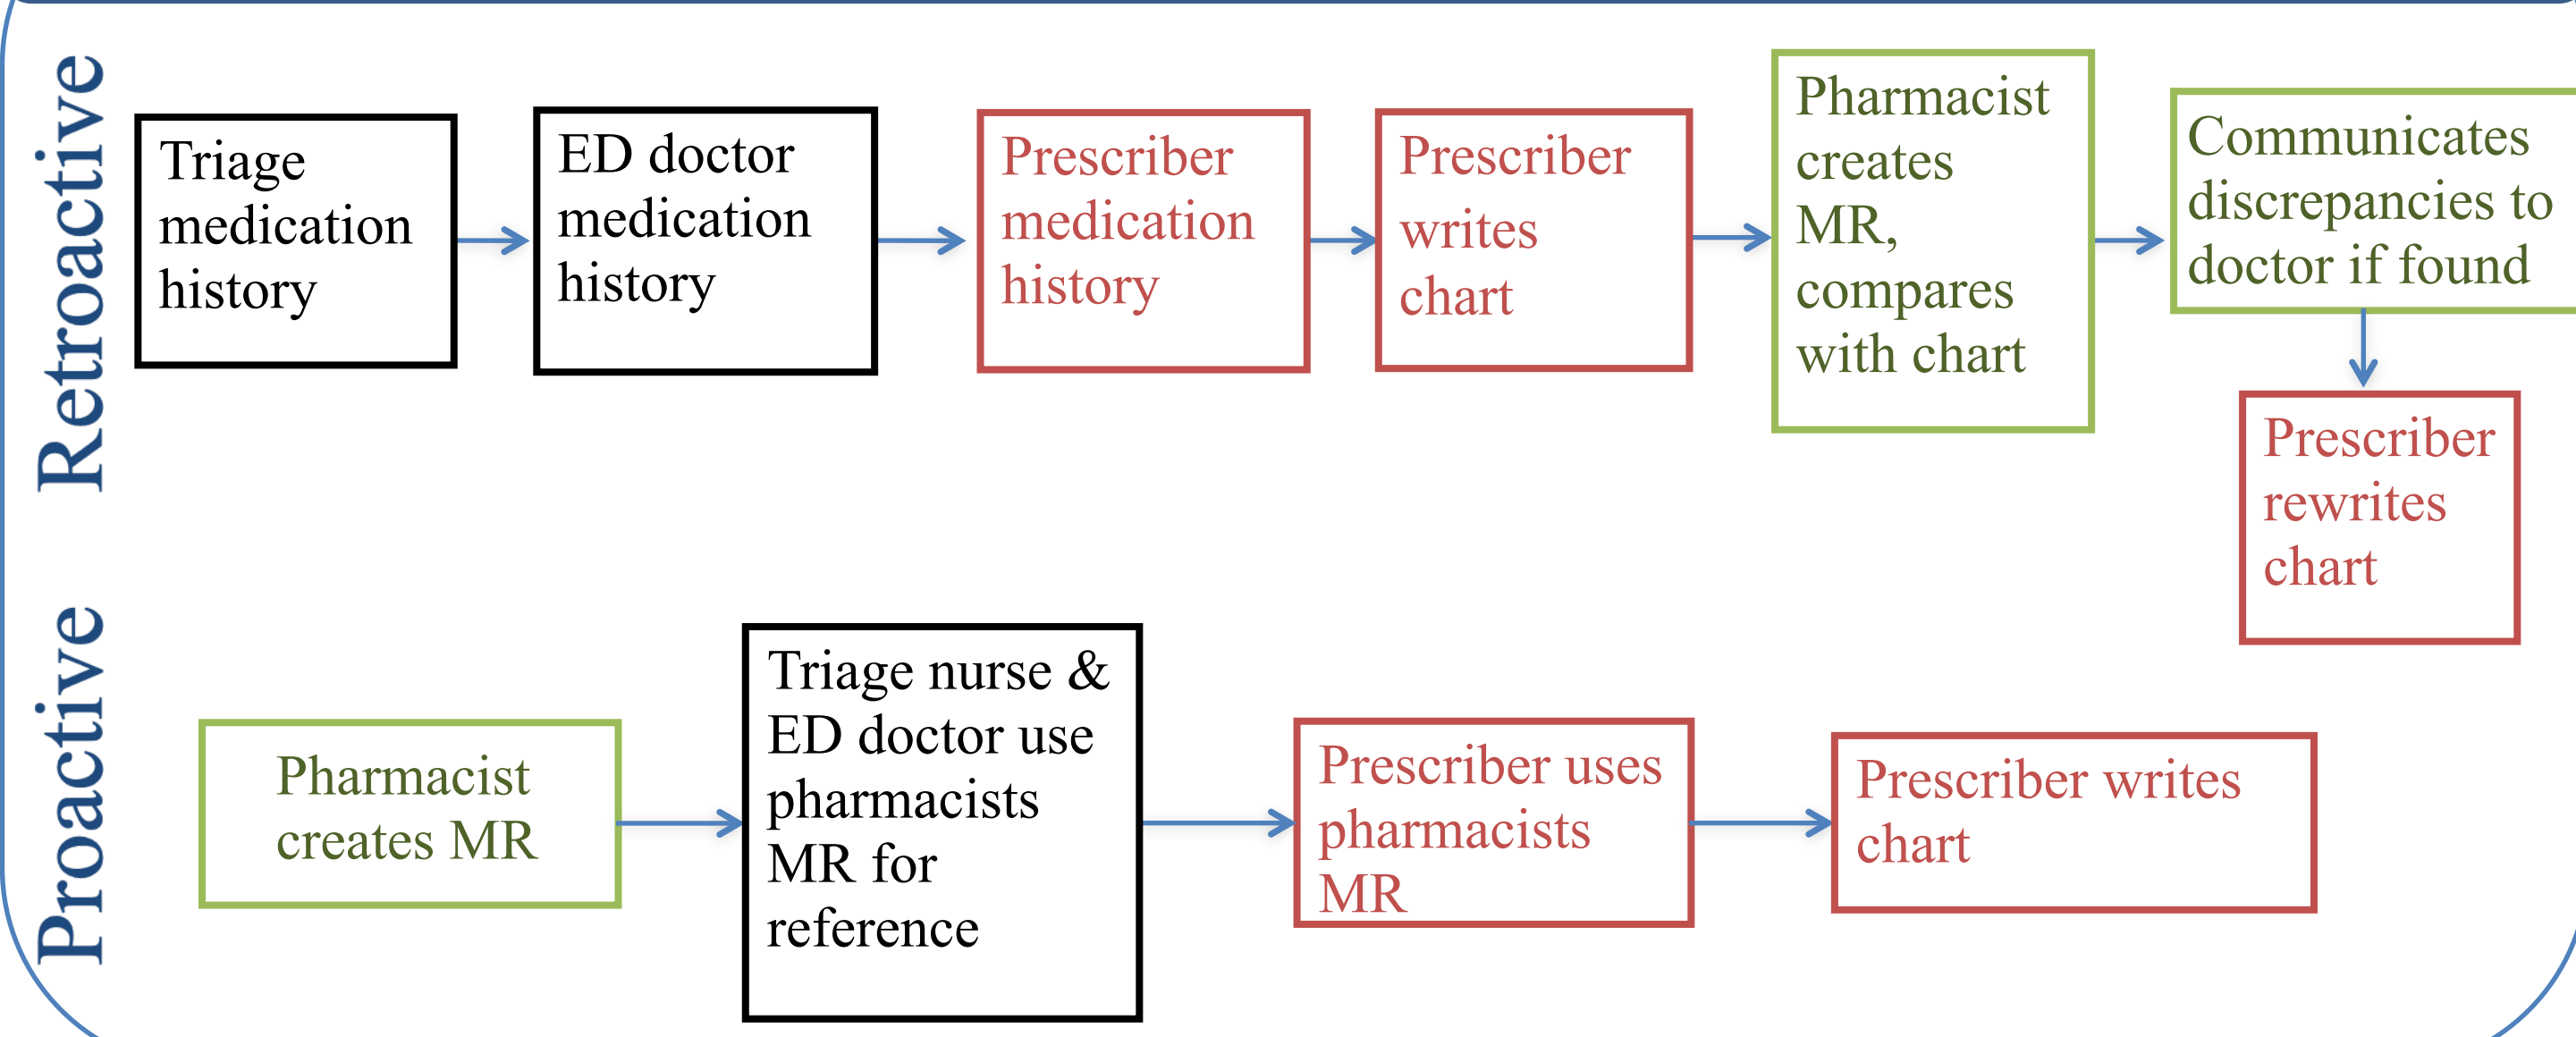 Retroactive
Triage
medication
history
ED doctor
medication
history
Prescriber
medication
history
Prescriber
writes
chart
Pharmacist
creates
MR,
compares
with chart
Communicates
discrepancies to
doctor if found
Prescriber
rewrites
chart
Proactive
Pharmacist
creates MR
Triage nurse &
ED doctor use
pharmacists
MR for
reference
Prescriber uses
pharmacists
MR
Prescriber writes
chart